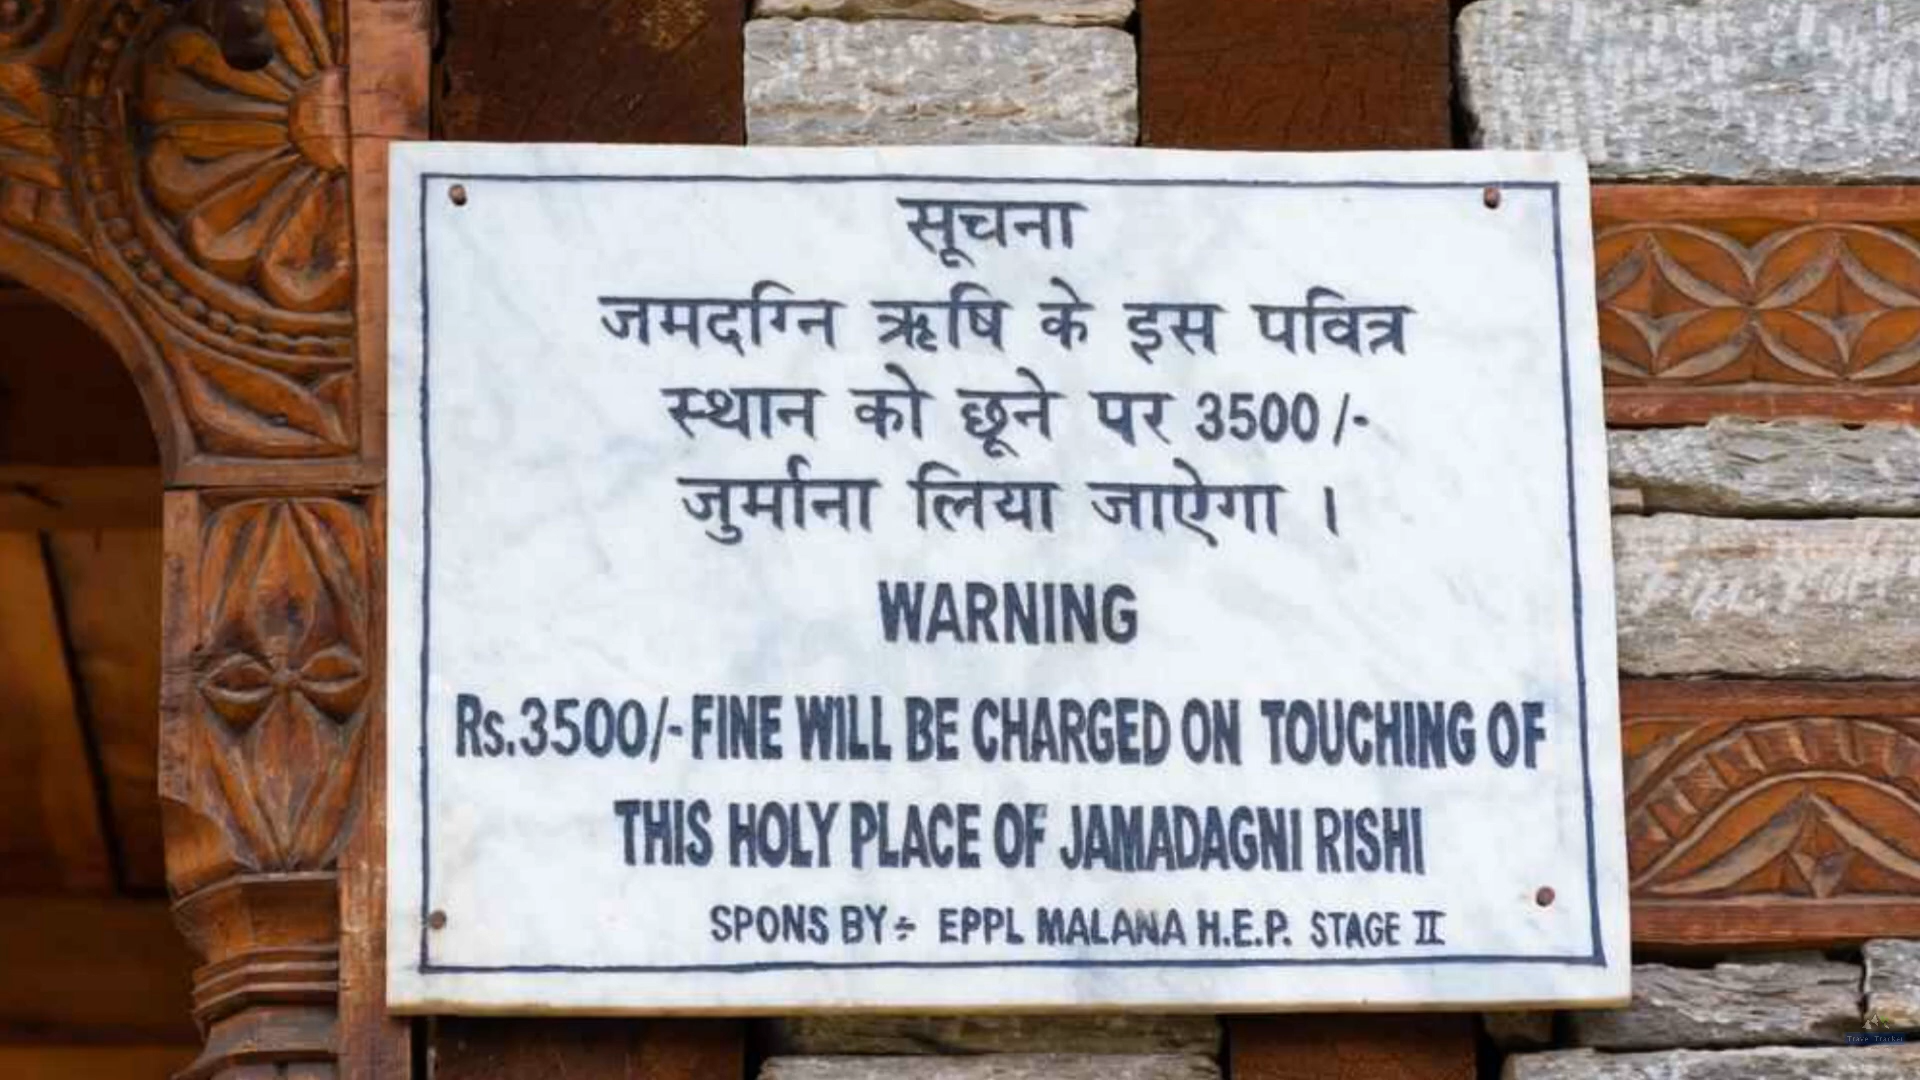 सूचना
जमदग्नि ऋषि के इस पवित्र
स्थान को छूने पर 3500/-
जुर्माना लिया जाऐगा ।
WARNING
Rs.3500/- FINE WILL BE CHARGED ON TOUCHING OF
THIS HOLY PLACE OF JAMADAGNI RISHI
SPONS BY÷ EPPL MALANA H.E.P. STAGE II